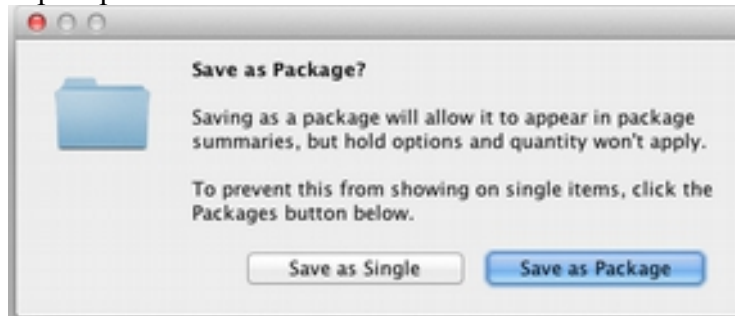 Save as Package?
Saving as a package will allow it to appear in package
summaries, but hold options and quantity won't apply.
To prevent this from showing on single items, click the
Packages button below.
Save as Single
Save as Package